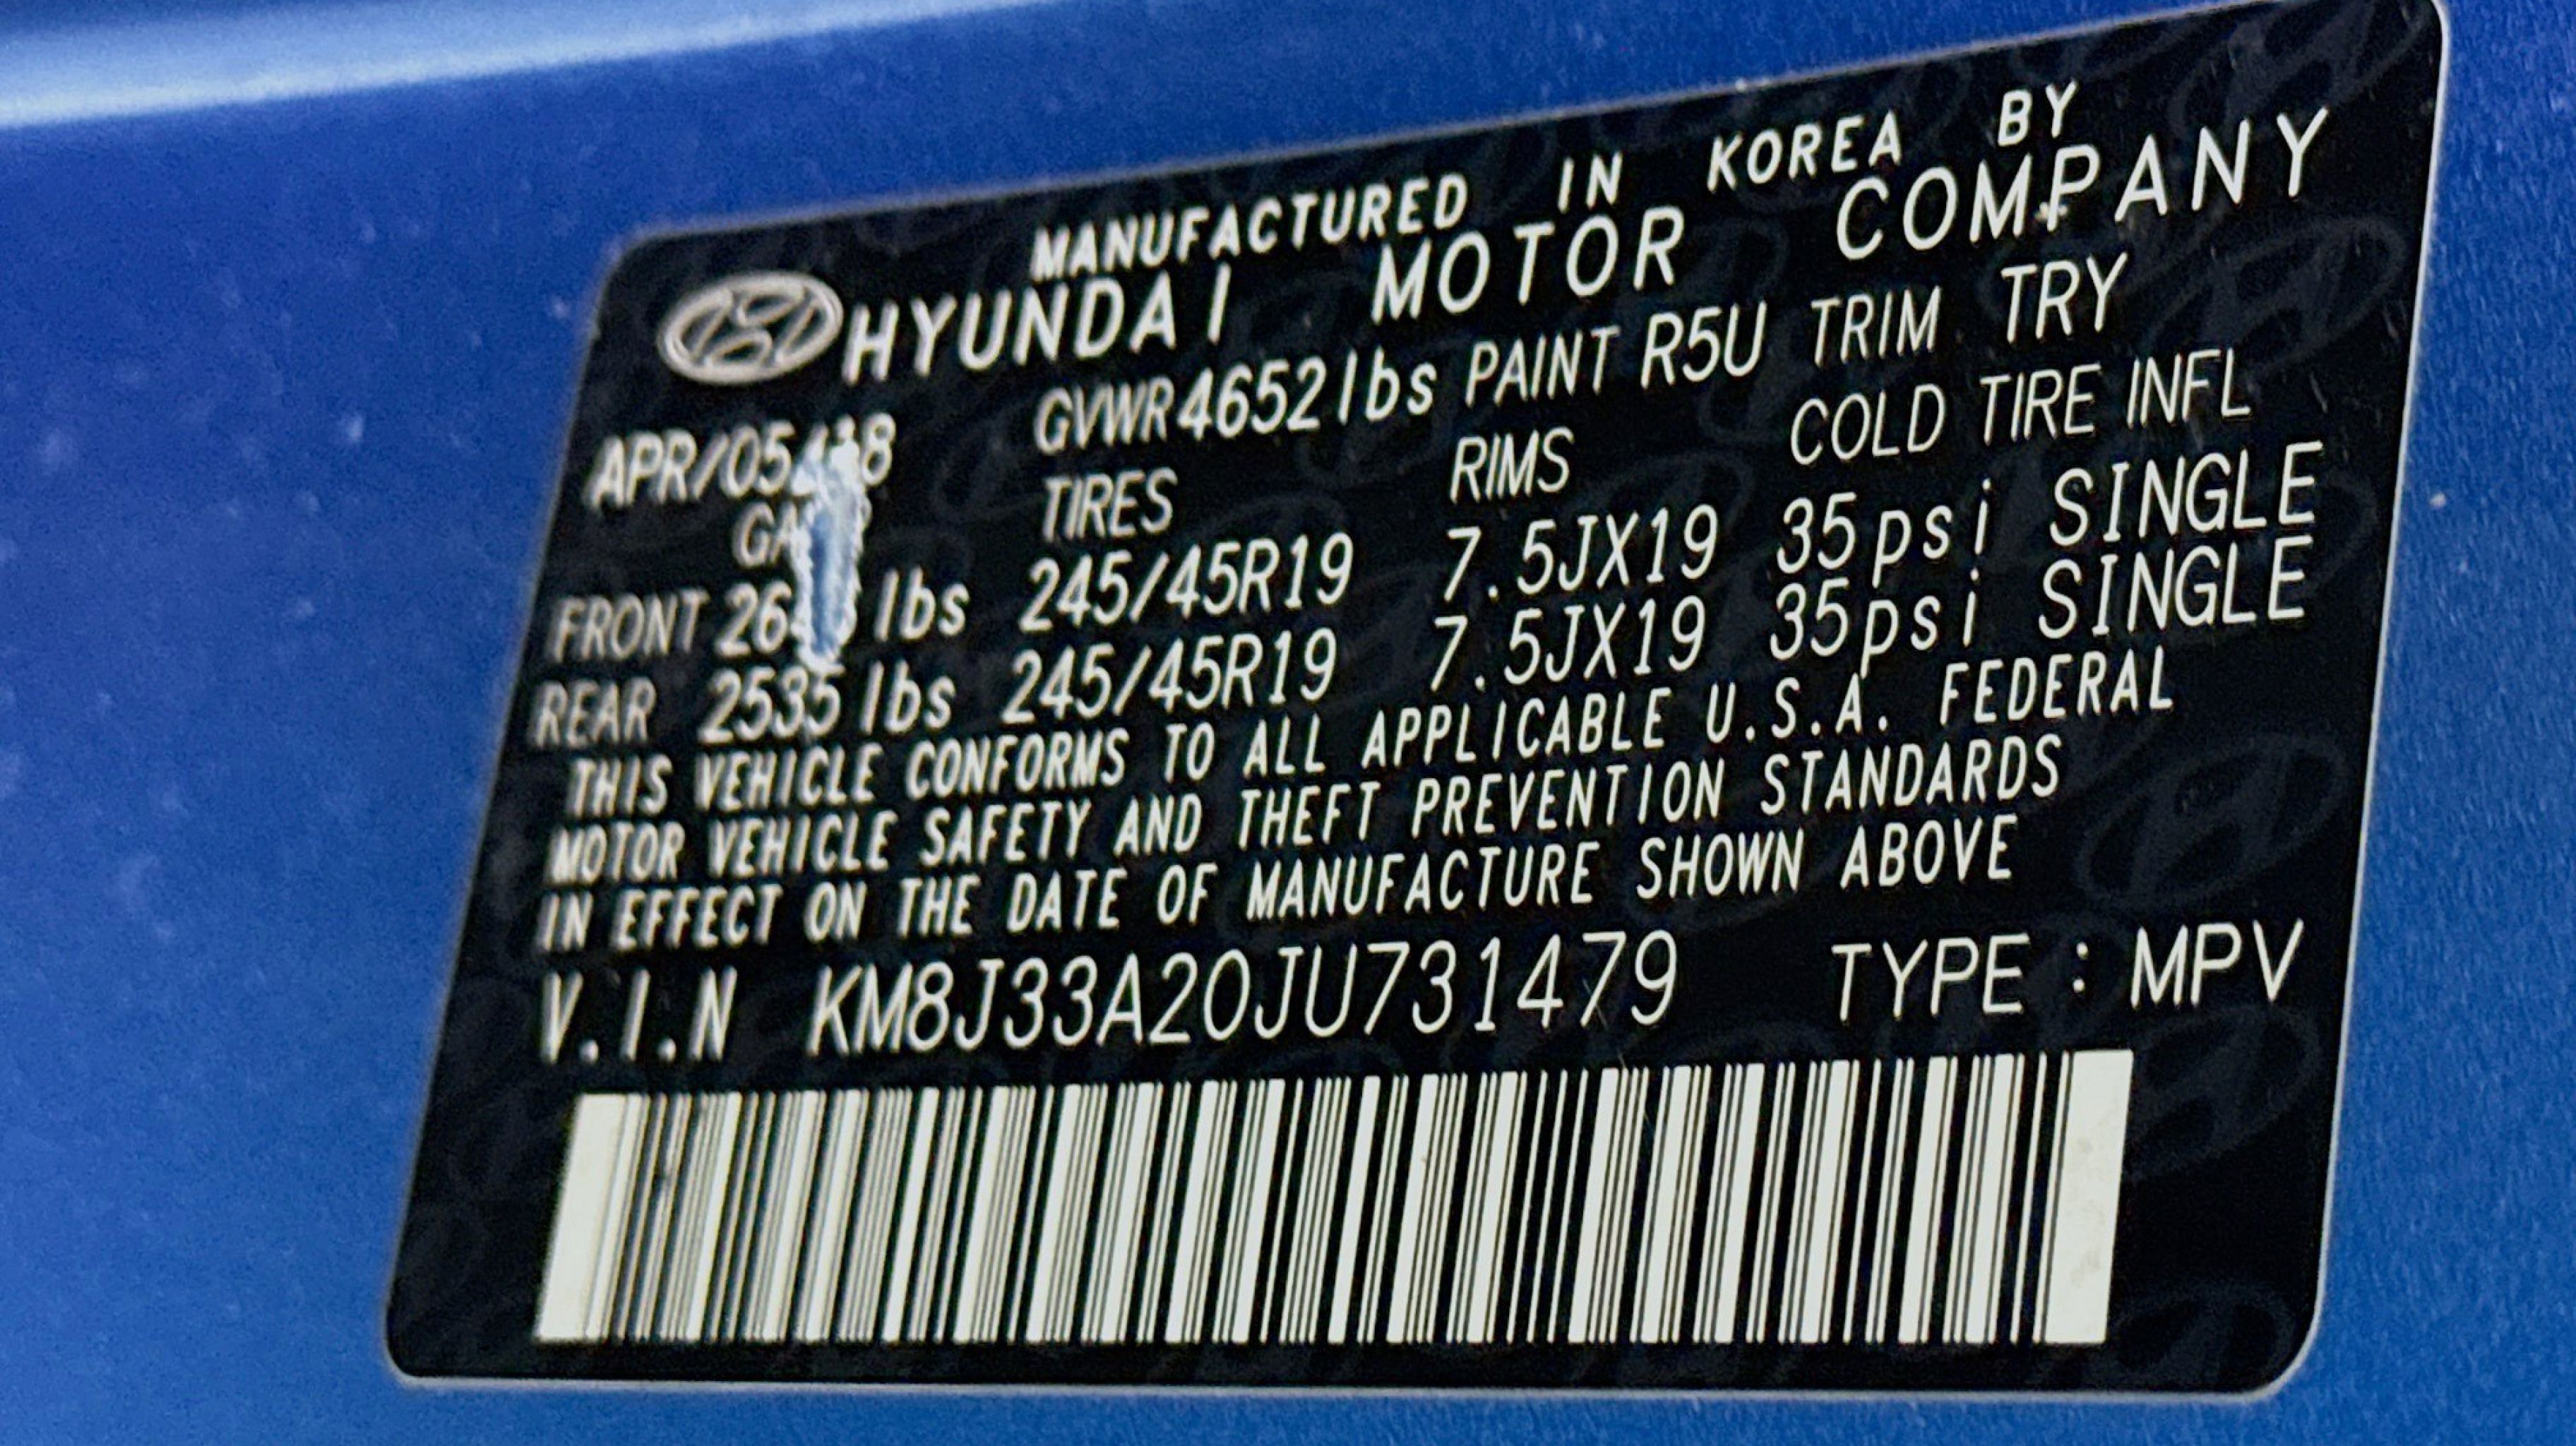 MANUFACTURED IN KOREA BY
HYUNDAI MOTOR COMPANY
GVWR 4652lbs PAINT R5U TRIM TRY
TIRES RIMS COLD TIRE INFL
FRONT lbs 245/45R19 7.5JX19 35psi SINGLE
REAR 2535 lbs 245/45R19 7.5JX19 35psi SINGLE
THIS VEHICLE CONFORMS TO ALL APPLICABLE U.S.A. FEDERAL
MOTOR VEHICLE SAFETY AND THEFT PREVENTION STANDARDS
IN EFFECT ON THE DATE OF MANUFACTURE SHOWN ABOVE
V.I.N KM8J33A20JU731479 TYPE : MPV